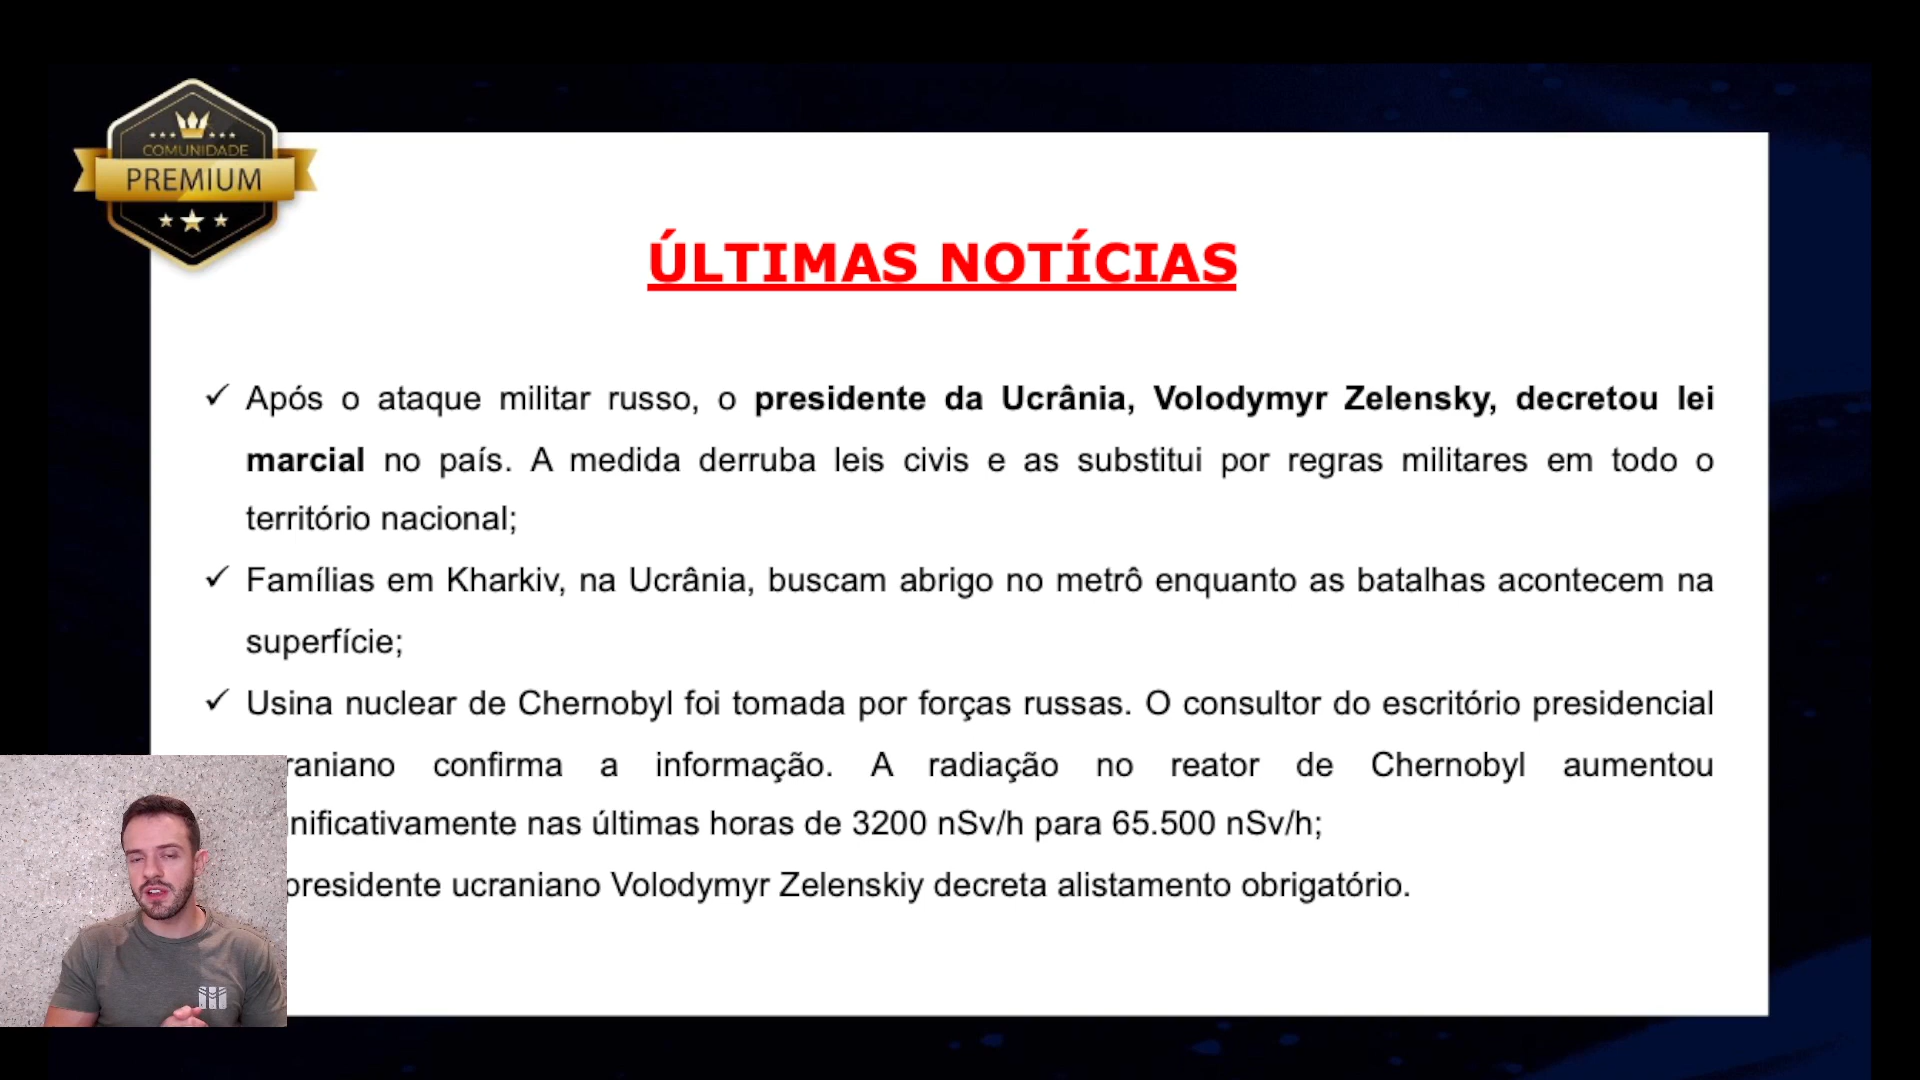 COMUNIDADE
PREMIUM
ÚLTIMAS NOTÍCIAS
✓ Após o ataque militar russo, o presidente da Ucrânia, Volodymyr Zelensky, decretou lei
marcial no país. A medida derruba leis civis e as substitui por regras militares em todo o
território nacional;
✓ Famílias em Kharkiv, na Ucrânia, buscam abrigo no metrô enquanto as batalhas acontecem na
superfície;
✓ Usina nuclear de Chernobyl foi tomada por forças russas. O consultor do escritório presidencial
raniano confirma a informação. A radiação no reator de Chernobyl aumentou
nificativamente nas últimas horas de 3200 nSv/h para 65.500 nSv/h;
presidente ucraniano Volodymyr Zelenskiy decreta alistamento obrigatório.